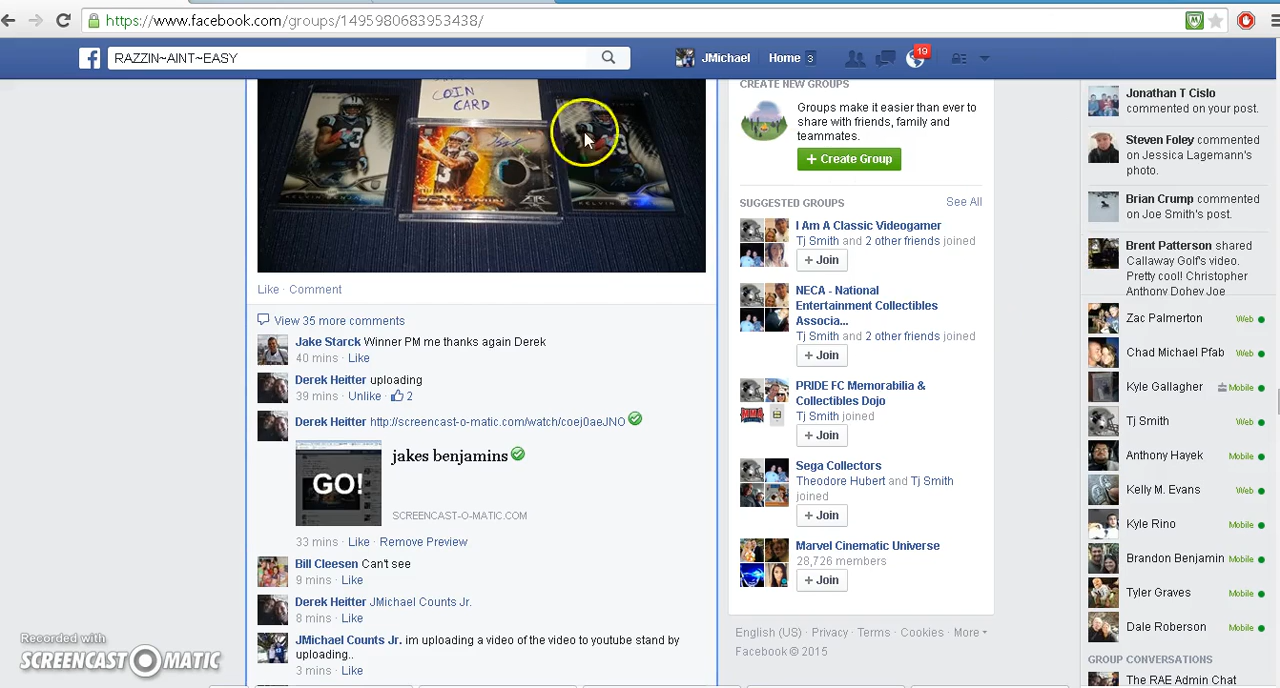 https://www.facebook.com/groups/1495980683953438/
RAZZIN~AINT~EASY
JMichael
Home 3
19
COIN
CARD
Like · Comment
View 35 more comments
Jake Starck Winner PM me thanks again Derek
40 mins · Like
Derek Heitter uploading
39 mins · Unlike · 2
Derek Heitter http://screencast-o-matic.com/watch/coej0aeJNO
GO!
jakes benjamins
SCREENCAST-O-MATIC.COM
33 mins · Like · Remove Preview
Bill Cleesen Can't see
9 mins · Like
Derek Heitter JMichael Counts Jr.
8 mins · Like
JMichael Counts Jr. im uploading a video of the video to youtube stand by
uploading..
3 mins · Like
CREATE NEW GROUPS
Groups make it easier than ever to
share with friends, family and
teammates.
+ Create Group
SUGGESTED GROUPS
See All
I Am A Classic Videogamer
Tj Smith and 2 other friends joined
+ Join
NECA - National
Entertainment Collectibles
Associa...
Tj Smith and 2 other friends joined
+ Join
PRIDE FC Memorabilia &
Collectibles Dojo
Tj Smith joined
+ Join
Sega Collectors
Theodore Hubert and Tj Smith
joined
+ Join
Marvel Cinematic Universe
28,726 members
+ Join
English (US) · Privacy · Terms · Cookies · More
Facebook © 2015
Jonathan T Cislo
commented on your post.
Steven Foley commented
on Jessica Lagemann's
photo.
Brian Crump commented
on Joe Smith's post.
Brent Patterson shared
Callaway Golf's video.
Pretty cool! Christopher
Anthony Dohey Joe
Zac Palmerton Web
Chad Michael Pfab Web
Kyle Gallagher Mobile
Tj Smith Web
Anthony Hayek Mobile
Kelly M. Evans Web
Kyle Rino Mobile
Brandon Benjamin Mobile
Tyler Graves Mobile
Dale Roberson Mobile
GROUP CONVERSATIONS
The RAE Admin Chat
Recorded with
SCREENCAST-O-MATIC